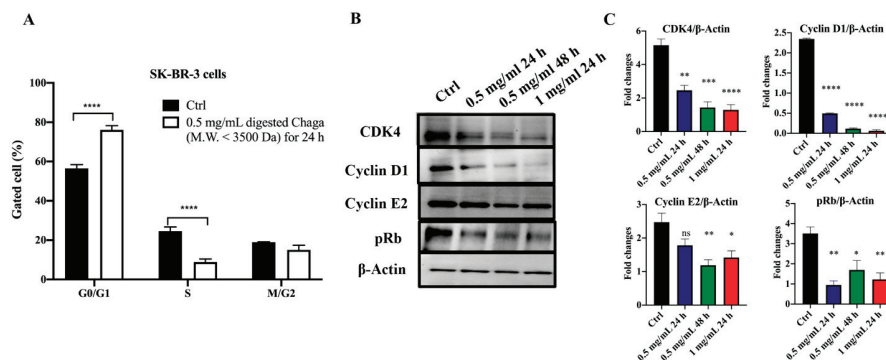 A
SK-BR-3 cells
Ctrl
0.5 mg/mL digested Chaga
(M.W. < 3500 Da) for 24 h
****
****
Gated cell (%)
100
80
60
40
20
0
G0/G1
S
M/G2
B
Ctrl
0.5 mg/ml 24 h
0.5 mg/ml 48 h
1 mg/ml 24 h
CDK4
Cyclin D1
Cyclin E2
pRb
β-Actin
C
CDK4/β-Actin
Fold changes
6
4
2
0
**
***
****
Ctrl
0.5 mg/mL 24 h
0.5 mg/mL 48 h
1 mg/mL 24 h
Cyclin D1/β-Actin
Fold changes
2.5
2.0
1.5
1.0
0.5
0.0
****
****
****
Ctrl
0.5 mg/mL 24 h
0.5 mg/mL 48 h
1 mg/mL 24 h
Cyclin E2/β-Actin
Fold changes
3
2
1
0
ns
**
*
Ctrl
0.5 mg/mL 24 h
0.5 mg/mL 48 h
1 mg/mL 24 h
pRb/β-Actin
Fold changes
5
4
3
2
1
0
**
*
**
Ctrl
0.5 mg/mL 24 h
0.5 mg/mL 48 h
1 mg/mL 24 h